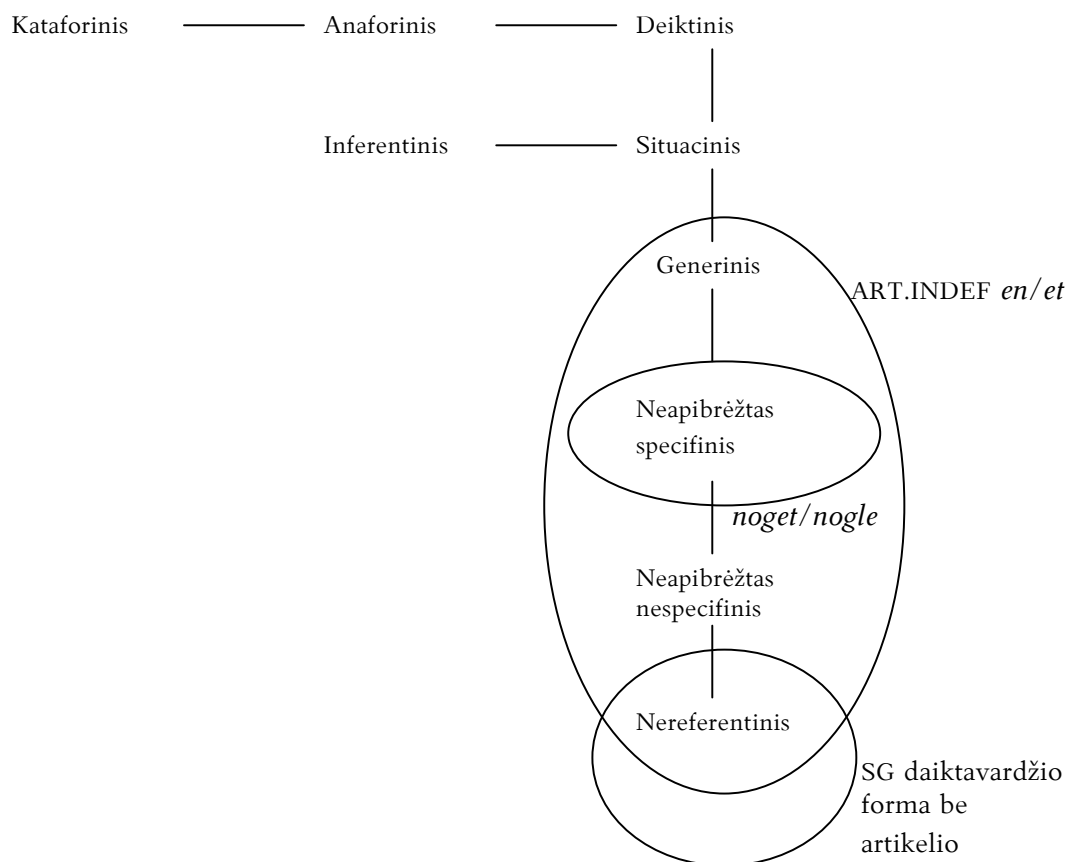 Kataforinis Anaforinis Deiktinis
Inferentinis Situacinis
Generinis
ART.INDEF en/et
Neapibrėžtas
specifinis
noget/nogle
Neapibrėžtas
nespecifinis
Nereferentinis
SG daiktavardžio
forma be
artikelio